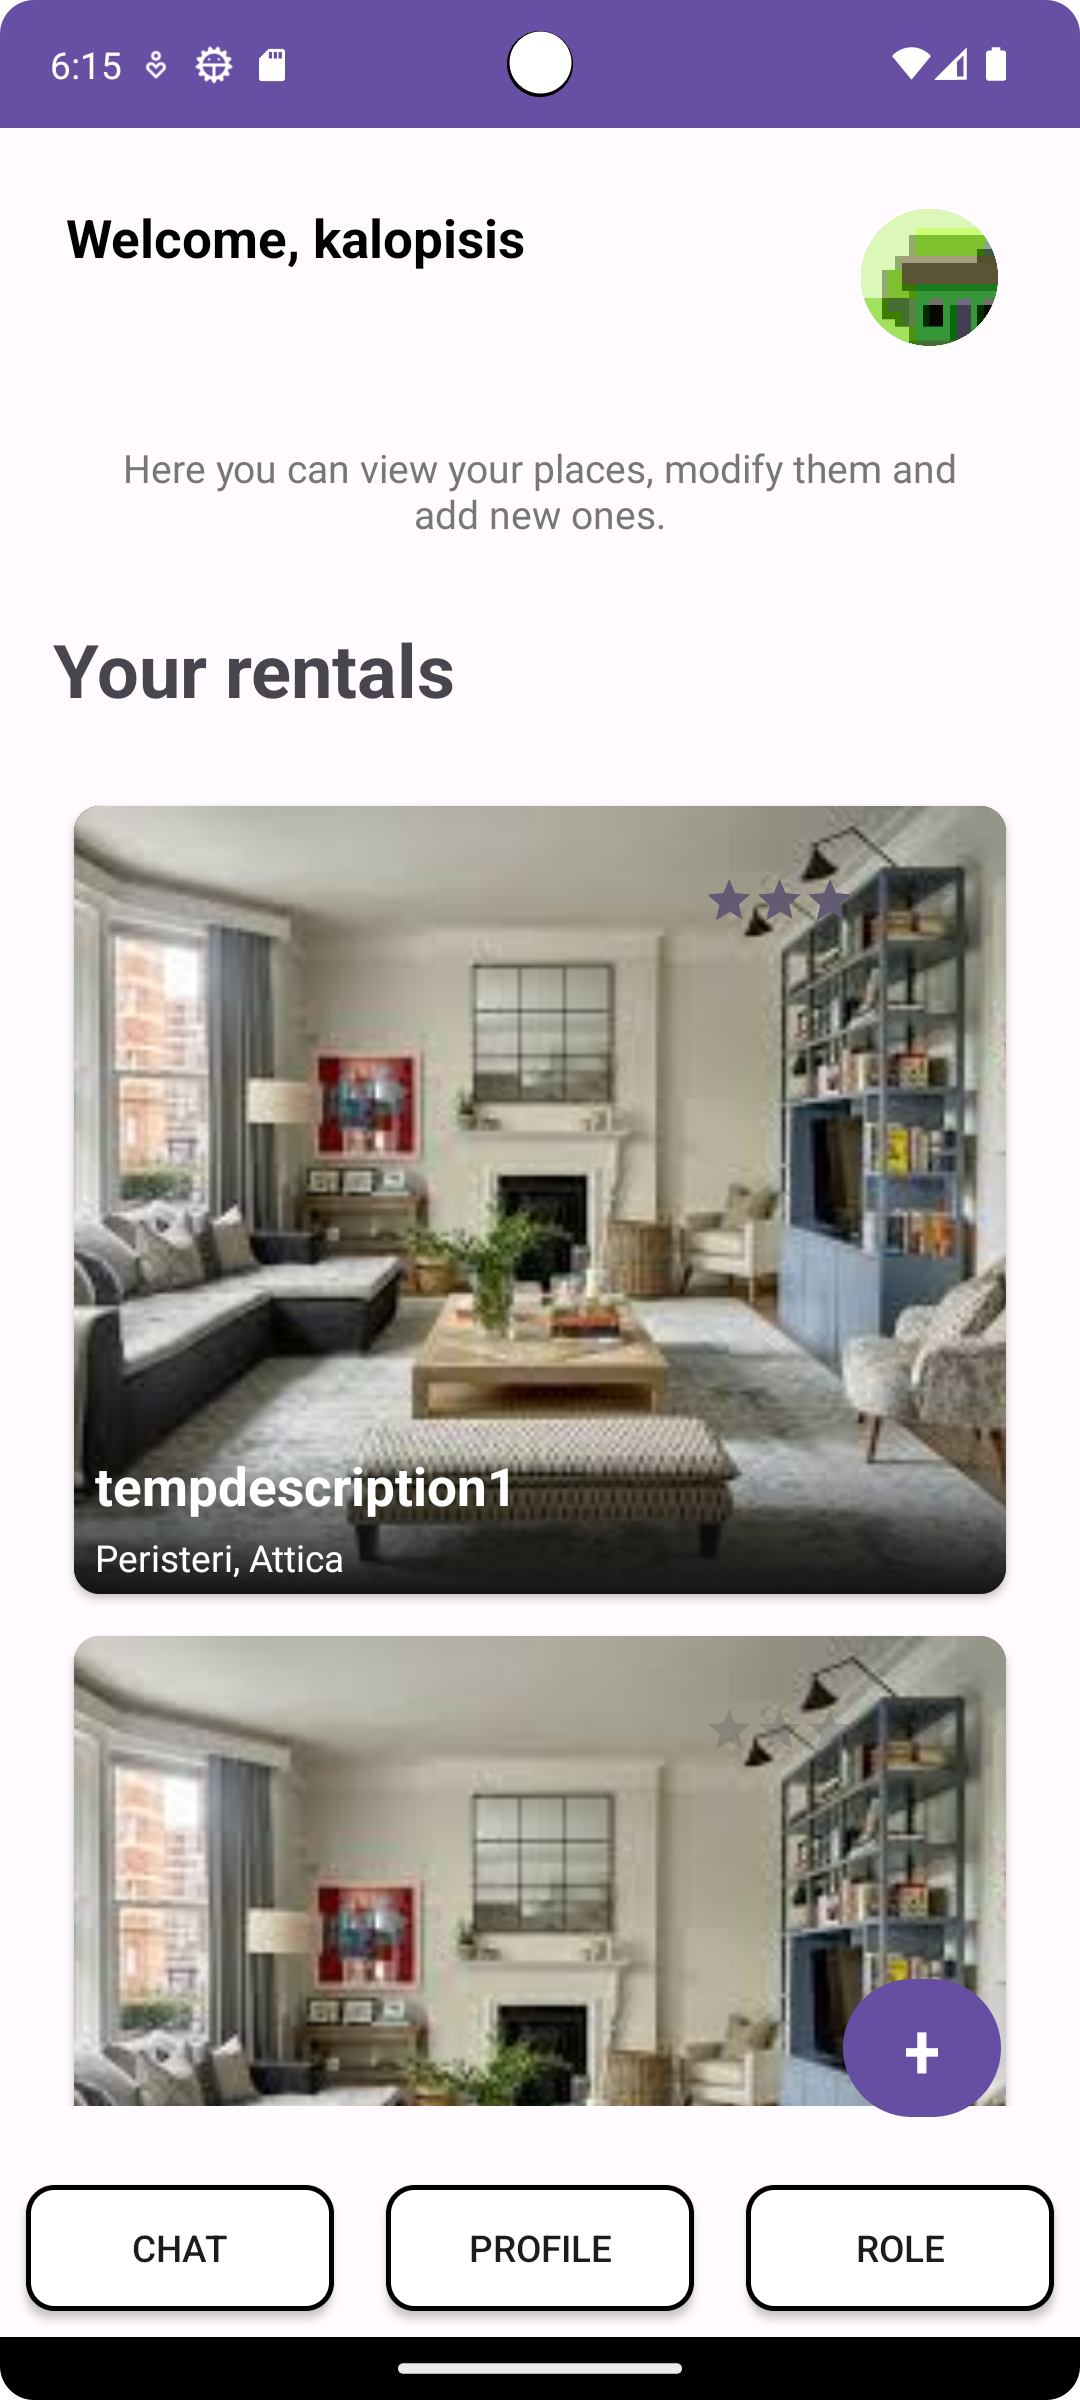 6:15
Welcome, kalopisis
Here you can view your places, modify them and
add new ones.
Your rentals
tempdescription1
Peristeri, Attica
+
CHAT
PROFILE
ROLE